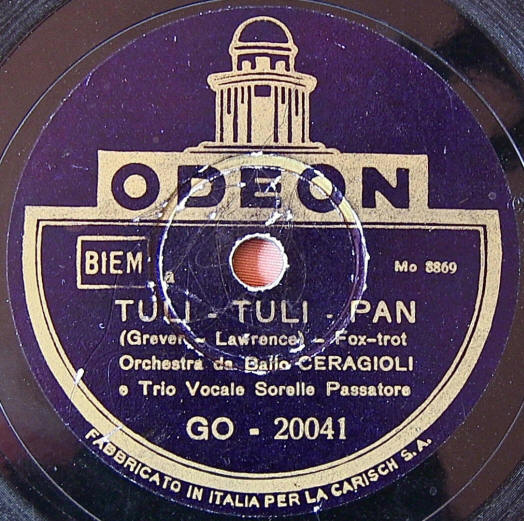 ODEON
BIEM a
Mo 8869
TULI - TULI - PAN
(Grever - Lawrence) - Fox-trot
Orchestra da Ballo CERAGIOLI
e Trio Vocale Sorelle Passatore
GO - 20041
FABBRICATO IN ITALIA PER LA CARISCH S. A.